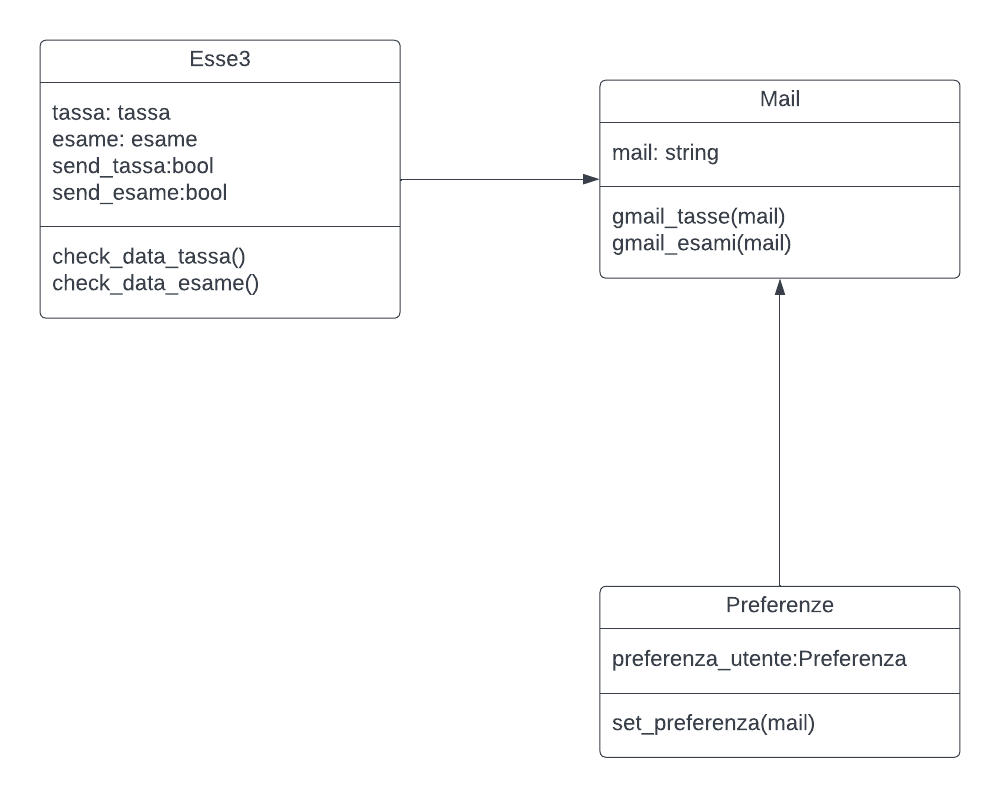 Esse3
tassa: tassa
esame: esame
send_tassa:bool
send_esame:bool
check_data_tassa()
check_data_esame()
Mail
mail: string
gmail_tasse(mail)
gmail_esami(mail)
Preferenze
preferenza_utente:Preferenza
set_preferenza(mail)